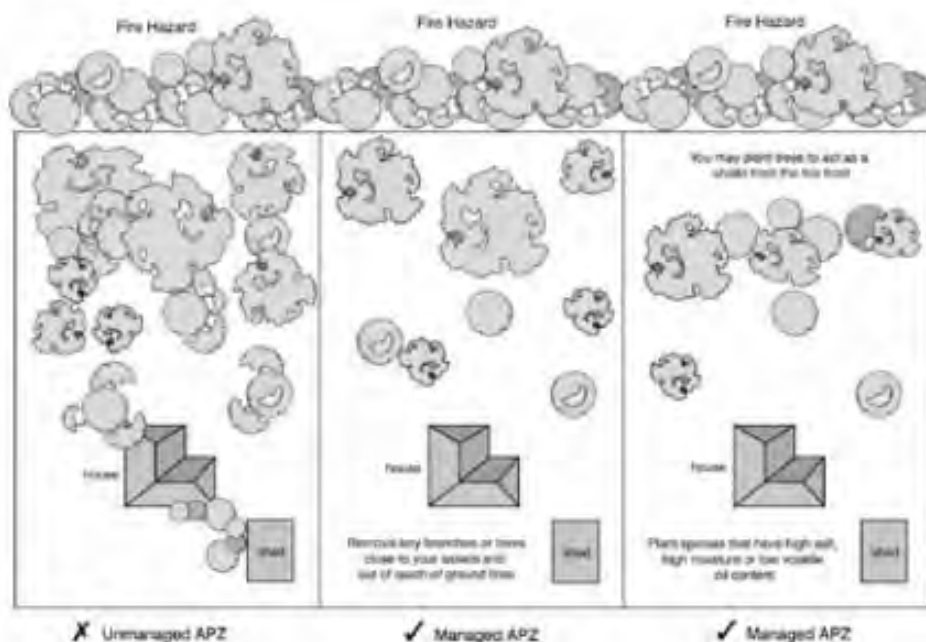 Fire Hazard
Fire Hazard
Fire Hazard
house
shed
Unmanaged APZ
house
Remove any branches or trees
close to your assets and
out of reach of ground fires
shed
Managed APZ
You may plant trees to act as a
shield from the fire front
house
Plant species that have high salt,
high moisture or low volatile
oil content
shed
Managed APZ